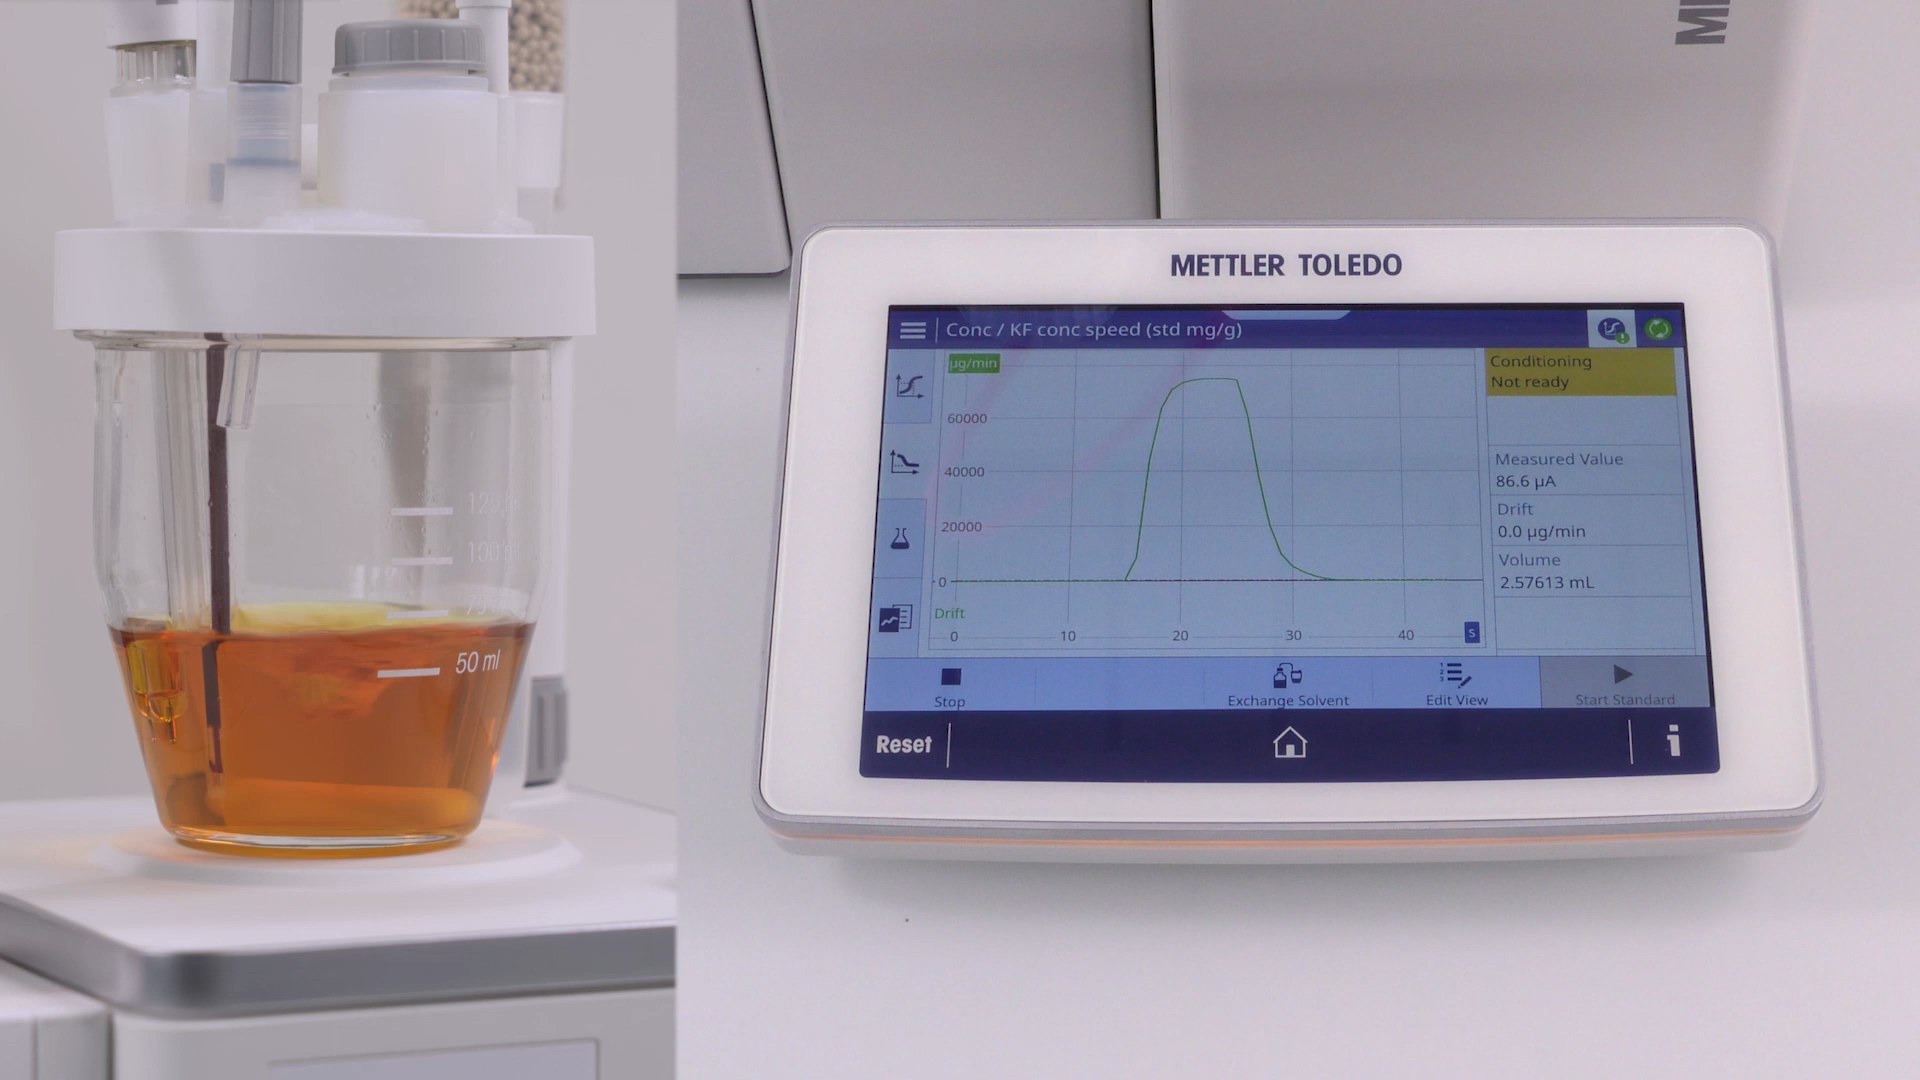 50 ml
METTLER TOLEDO
Conc / KF conc speed (std mg/g)
µg/min
60000
40000
20000
0
Drift
0
10
20
30
40
s
Conditioning
Not ready
Measured Value
86.6 µA
Drift
0.0 µg/min
Volume
2.57613 mL
Stop
Exchange Solvent
Edit View
Start Standard
Reset
i